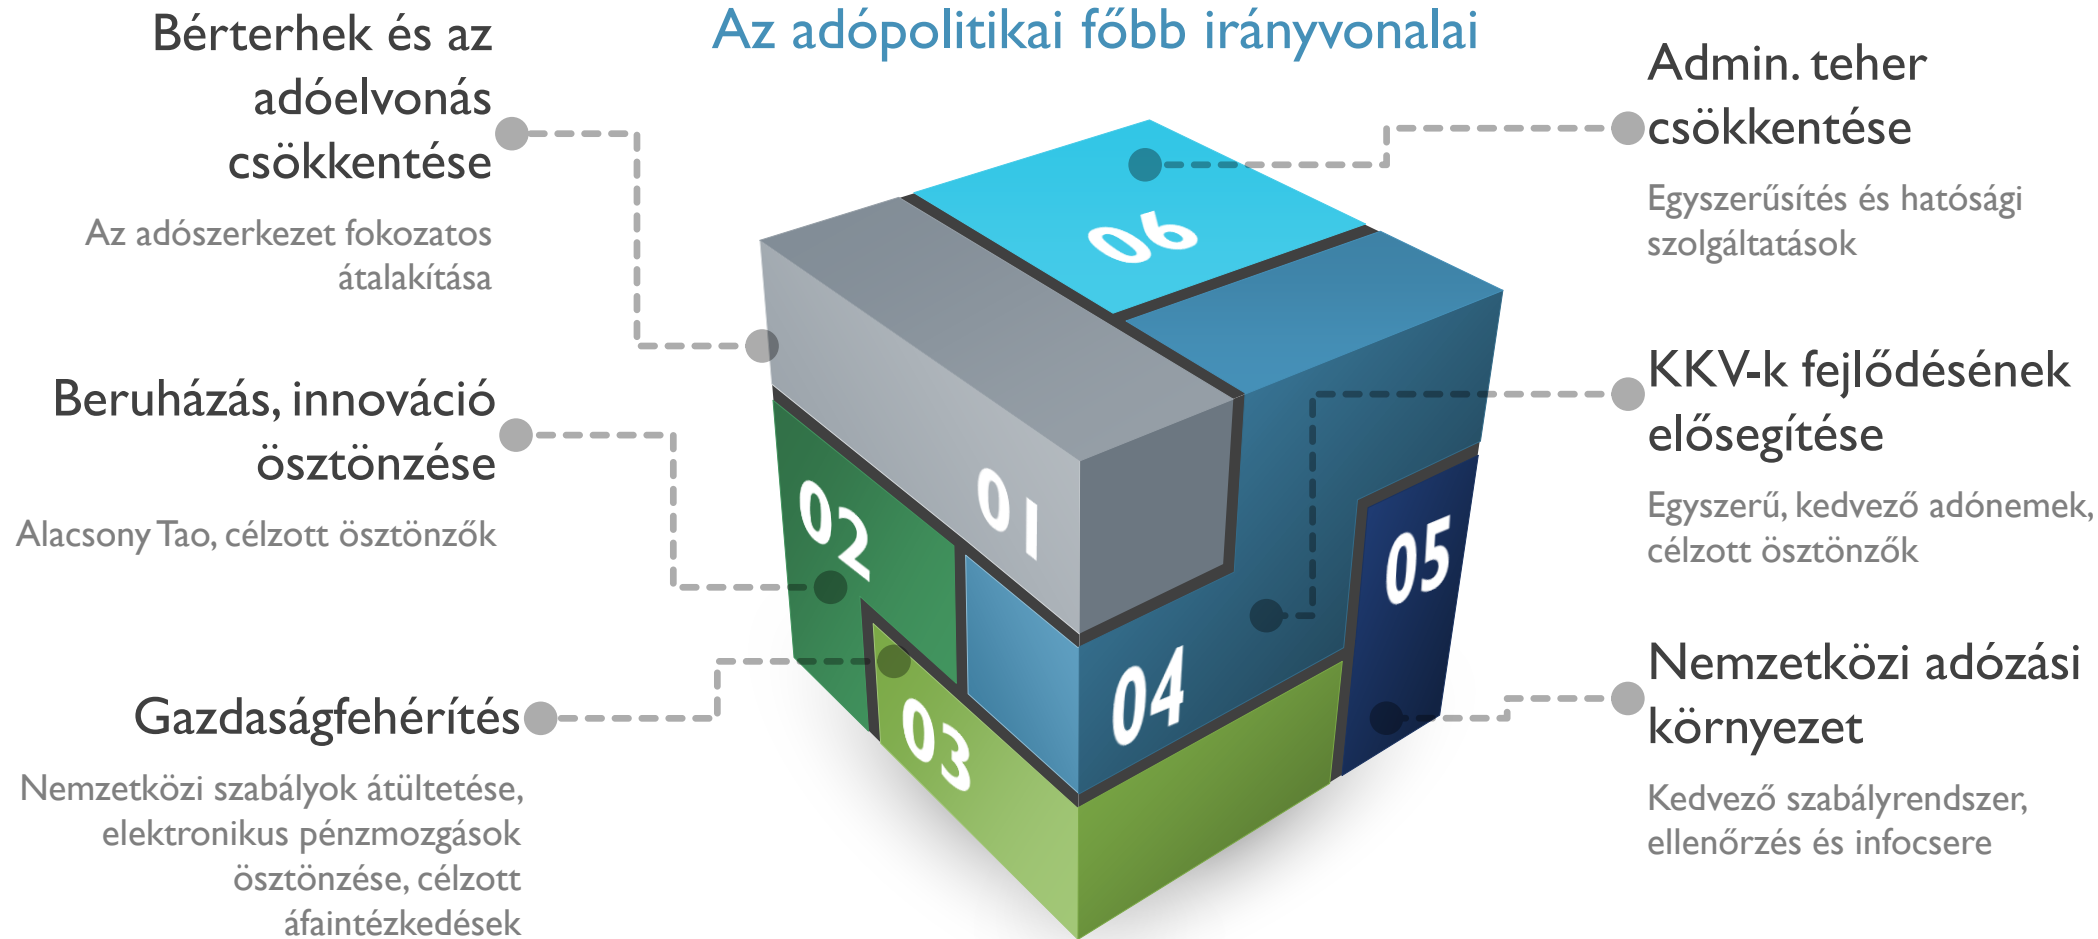 Az adópolitikai főbb irányvonalai
Bérterhek és az
adóelvonás
csökkentése
Az adószerkezet fokozatos
átalakítása
Beruházás, innováció
ösztönzése
Alacsony Tao, célzott ösztönzők
Gazdaságfehérítés
Nemzetközi szabályok átültetése,
elektronikus pénzmozgások
ösztönzése, célzott
áfaintézkedések
01
02
03
04
05
06
Admin. teher
csökkentése
Egyszerűsítés és hatósági
szolgáltatások
KKV-k fejlődésének
elősegítése
Egyszerű, kedvező adónemek,
célzott ösztönzők
Nemzetközi adózási
környezet
Kedvező szabályrendszer,
ellenőrzés és infocsere